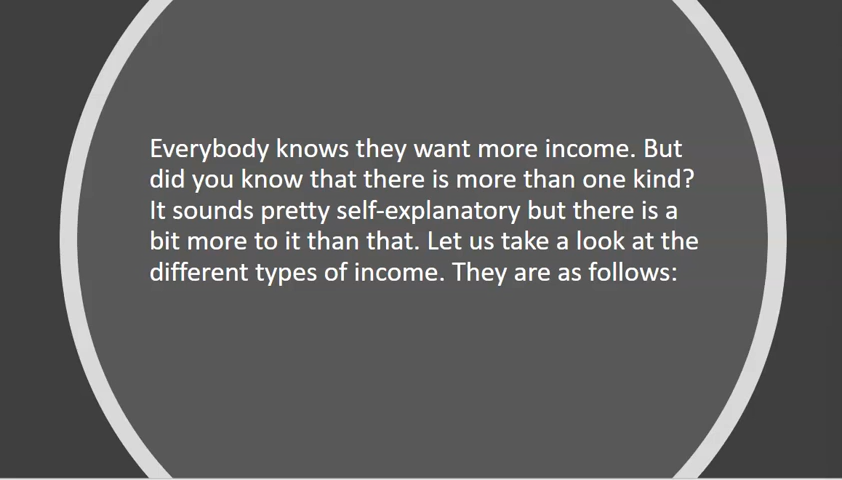 Everybody knows they want more income. But
did you know that there is more than one kind?
It sounds pretty self-explanatory but there is a
bit more to it than that. Let us take a look at the
different types of income. They are as follows: